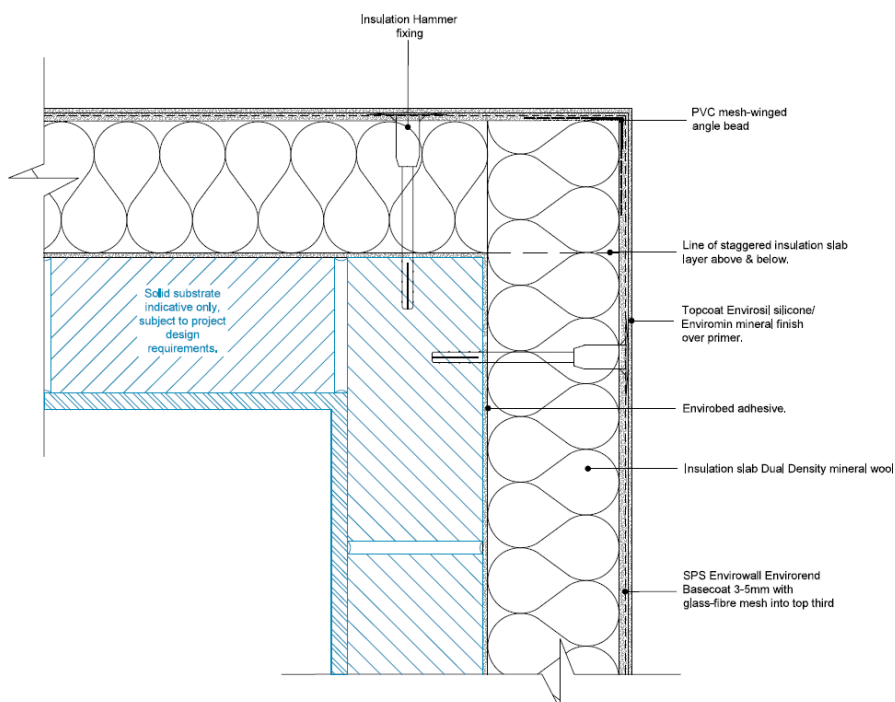 Insulation Hammer
fixing
PVC mesh-winged
angle bead
Line of staggered insulation slab
layer above & below.
Solid substrate
indicative only,
subject to project
design
requirements.
Topcoat Envirosil silicone/
Enviromin mineral finish
over primer.
Envirobed adhesive.
Insulation slab Dual Density mineral wool
SPS Envirowall Envirorend
Basecoat 3-5mm with
glass-fibre mesh into top third